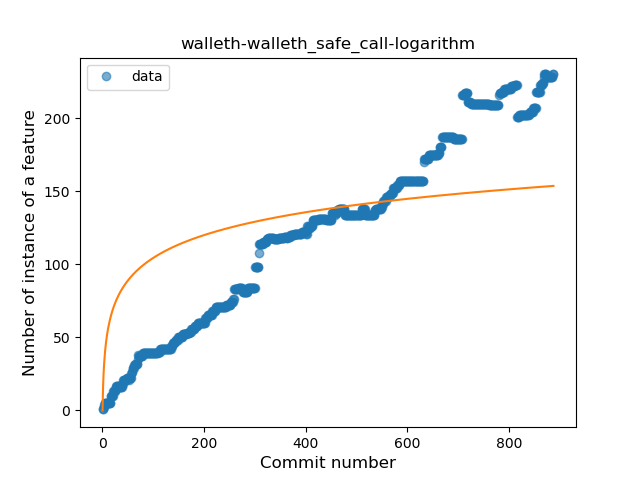 walleth-walleth_safe_call-logarithm
data
Number of instance of a feature
200
150
100
50
0
0 200 400 600 800
Commit number